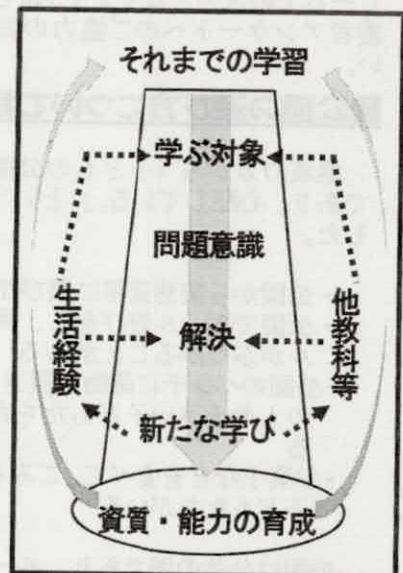 それまでの学習
学ぶ対象
問題意識
生活経験
解決
他教科等
新たな学び
資質・能力の育成